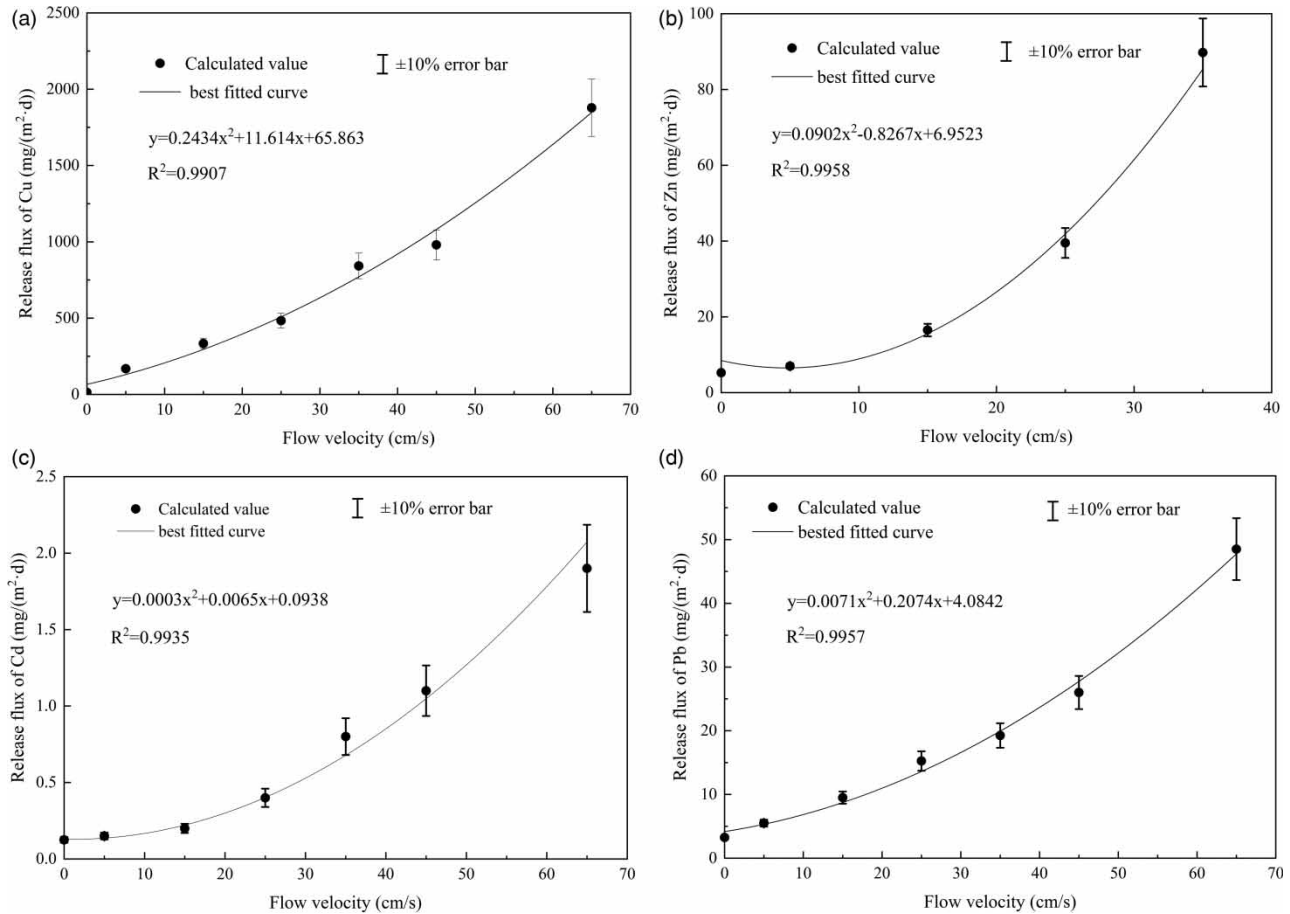 (a)
Calculated value
±10% error bar
best fitted curve
y=0.2434x²+11.614x+65.863
R²=0.9907
Release flux of Cu (mg/(m²·d))
2500
2000
1500
1000
500
0
0 10 20 30 40 50 60 70
Flow velocity (cm/s)
(b)
Calculated value
±10% error bar
best fitted curve
y=0.0902x²-0.8267x+6.9523
R²=0.9958
Release flux of Zn (mg/(m²·d))
100
80
60
40
20
0
0 10 20 30 40
Flow velocity (cm/s)
(c)
Calculated value
±10% error bar
best fitted curve
y=0.0003x²+0.0065x+0.0938
R²=0.9935
Release flux of Cd (mg/(m²·d))
2.5
2.0
1.5
1.0
0.5
0.0
0 10 20 30 40 50 60 70
Flow velocity (cm/s)
(d)
Calculated value
±10% error bar
bested fitted curve
y=0.0071x²+0.2074x+4.0842
R²=0.9957
Release flux of Pb (mg/(m²·d))
60
50
40
30
20
10
0
0 10 20 30 40 50 60 70
Flow velocity (cm/s)